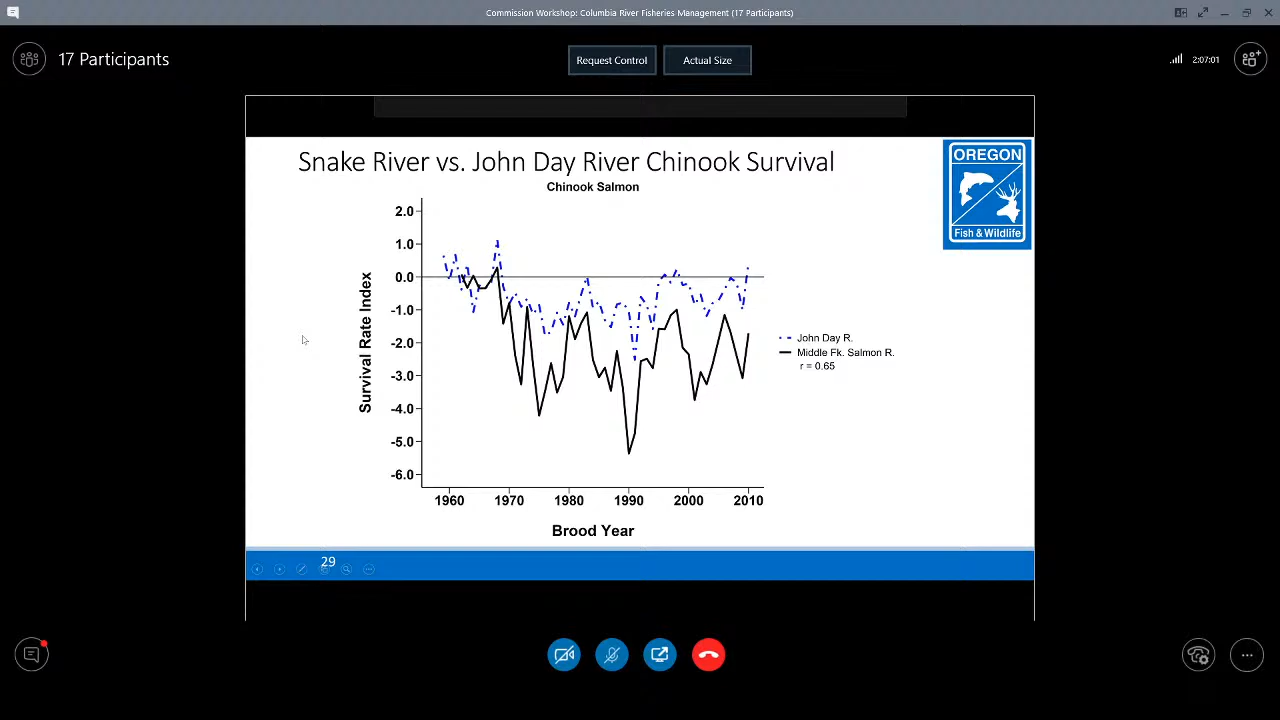 Commission Workshop: Columbia River Fisheries Management (17 Participants)
17 Participants
Request Control
Actual Size
2:07:01
Snake River vs. John Day River Chinook Survival
OREGON
Fish & Wildlife
Chinook Salmon
2.0
1.0
0.0
-1.0
-2.0
-3.0
-4.0
-5.0
-6.0
Survival Rate Index
John Day R.
Middle Fk. Salmon R.
r = 0.65
1960 1970 1980 1990 2000 2010
Brood Year
29